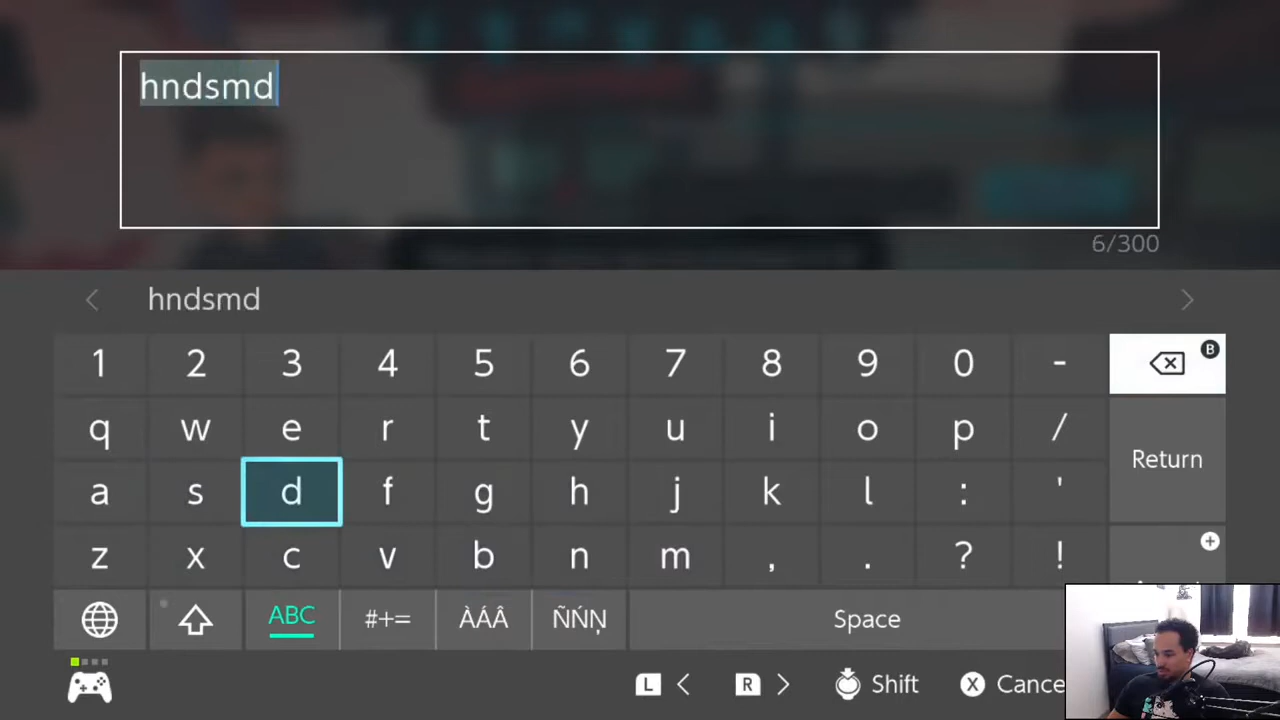 hndsmd
6/300
hndsmd
1 2 3 4 5 6 7 8 9 0 - B
q w e r t y u i o p /
Return
a s d f g h j k l : '
z x c v b n m , . ? ! +
ABC #+= ÀÁÂ ÑŃŅ Space
L R Shift X Cance